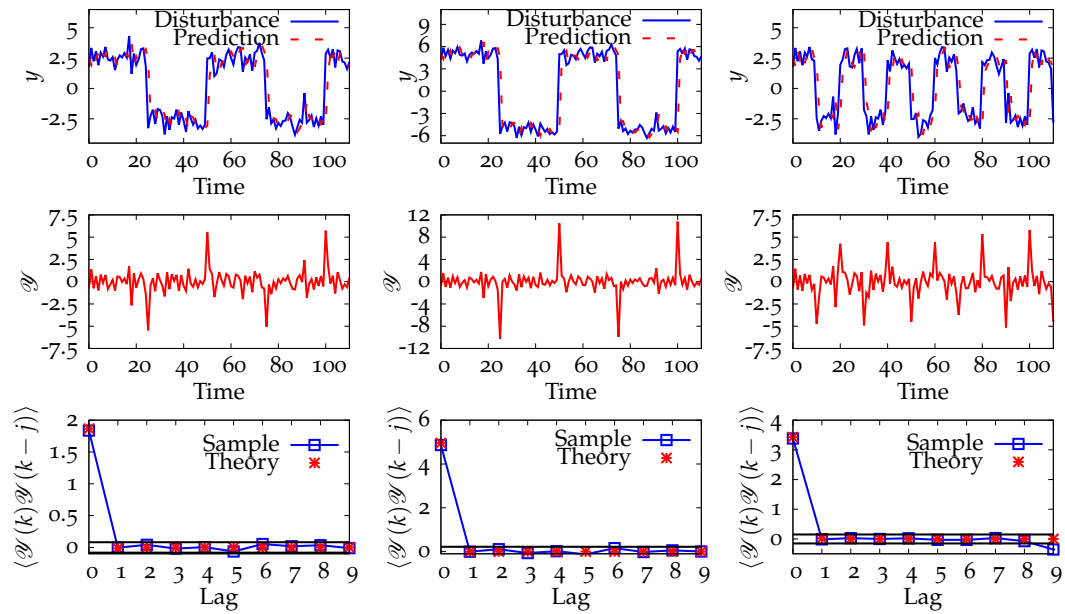 5
2.5
0
-2.5
y
Disturbance
Prediction
0 20 40 60 80 100
Time
9
6
3
0
-3
-6
y
Disturbance
Prediction
0 20 40 60 80 100
Time
5
2.5
0
-2.5
y
Disturbance
Prediction
0 20 40 60 80 100
Time
7.5
5
2.5
0
-2.5
-5
-7.5
𝒴
0 20 40 60 80 100
Time
12
8
4
0
-4
-8
-12
𝒴
0 20 40 60 80 100
Time
7.5
5
2.5
0
-2.5
-5
-7.5
𝒴
0 20 40 60 80 100
Time
2
1.5
1
0.5
0
⟨𝒴(k)𝒴(k − j)⟩
Sample
Theory
0 1 2 3 4 5 6 7 8 9
Lag
6
4
2
0
⟨𝒴(k)𝒴(k − j)⟩
Sample
Theory
0 1 2 3 4 5 6 7 8 9
Lag
4
3
2
1
0
⟨𝒴(k)𝒴(k − j)⟩
Sample
Theory
0 1 2 3 4 5 6 7 8 9
Lag